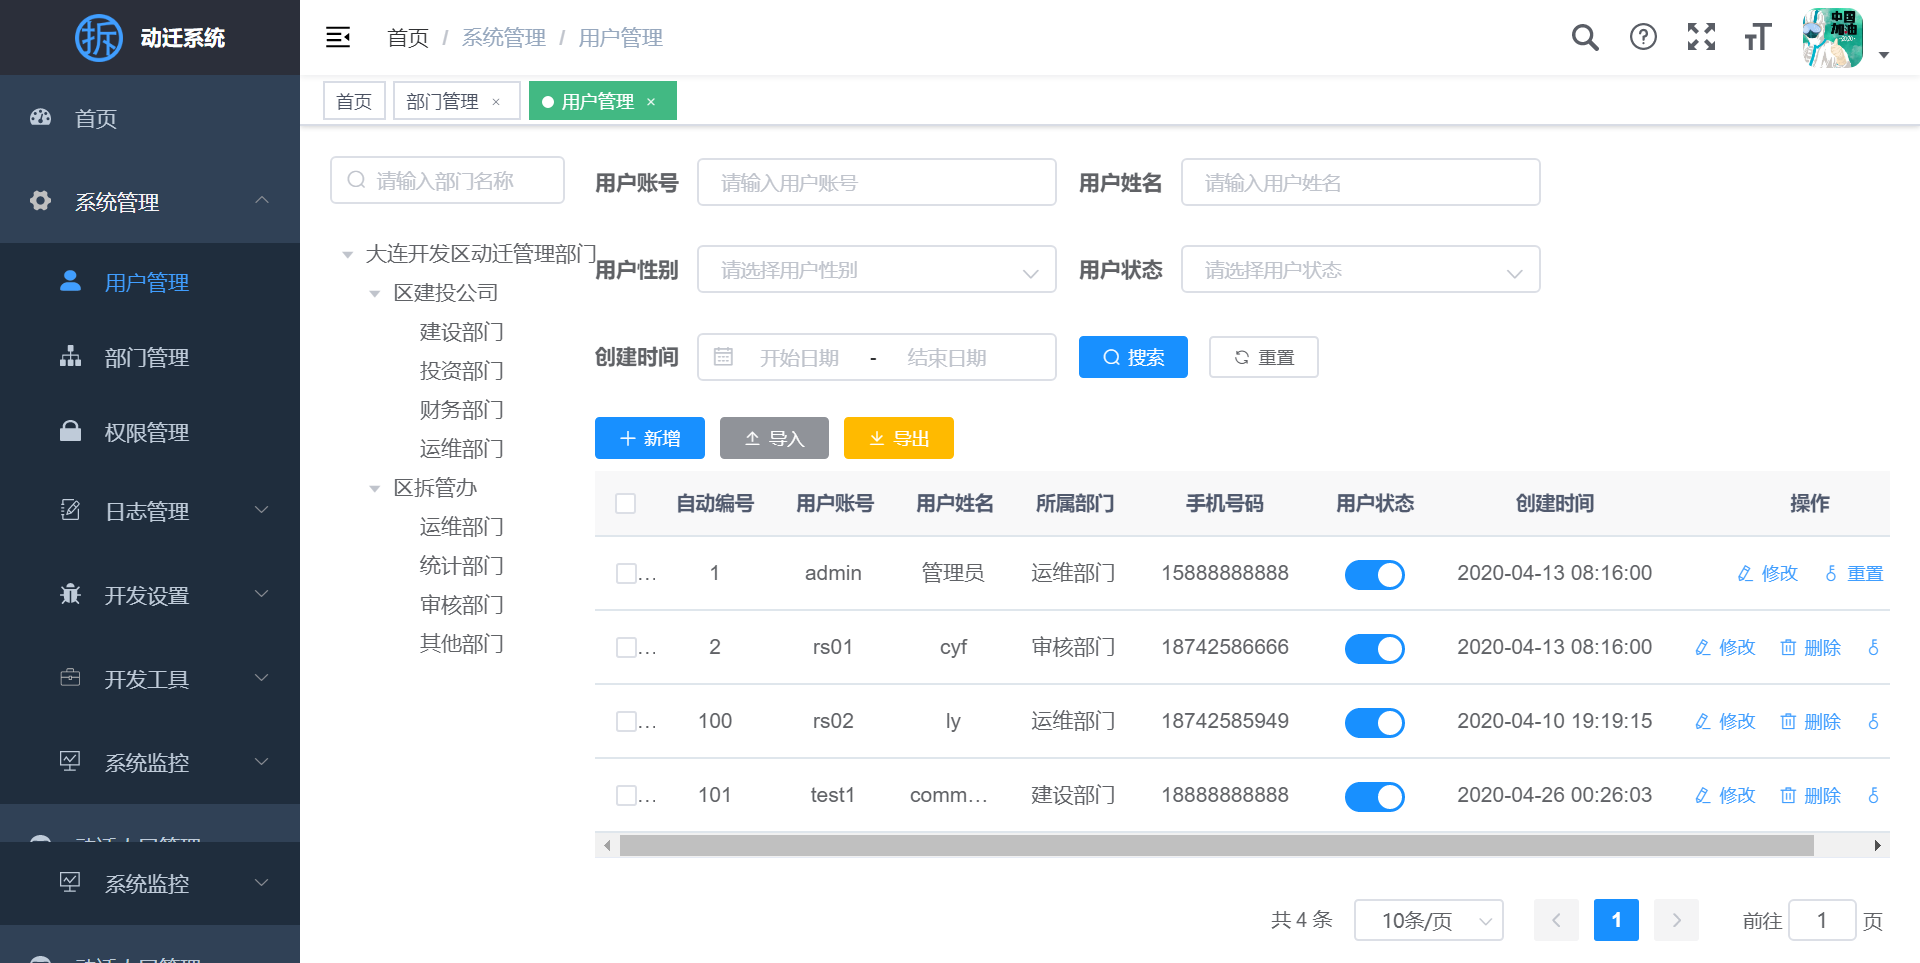 拆 动迁系统
首页 / 系统管理 / 用户管理
中国加油
-2020-
首页
部门管理 ×
用户管理 ×
首页
系统管理
用户管理
部门管理
权限管理
日志管理
开发设置
开发工具
系统监控
系统监控
请输入部门名称
大连开发区动迁管理部门
区建投公司
建设部门
投资部门
财务部门
运维部门
区拆管办
运维部门
统计部门
审核部门
其他部门
用户账号 请输入用户账号 用户姓名 请输入用户姓名
用户性别 请选择用户性别 用户状态 请选择用户状态
创建时间 开始日期 - 结束日期 搜索 重置
新增 导入 导出
自动编号 用户账号 用户姓名 所属部门 手机号码 用户状态 创建时间 操作
... 1 admin 管理员 运维部门 15888888888 2020-04-13 08:16:00 修改 重置
... 2 rs01 cyf 审核部门 18742586666 2020-04-13 08:16:00 修改 删除
... 100 rs02 ly 运维部门 18742585949 2020-04-10 19:19:15 修改 删除
... 101 test1 comm... 建设部门 18888888888 2020-04-26 00:26:03 修改 删除
共 4 条 10条/页 1 前往 1 页